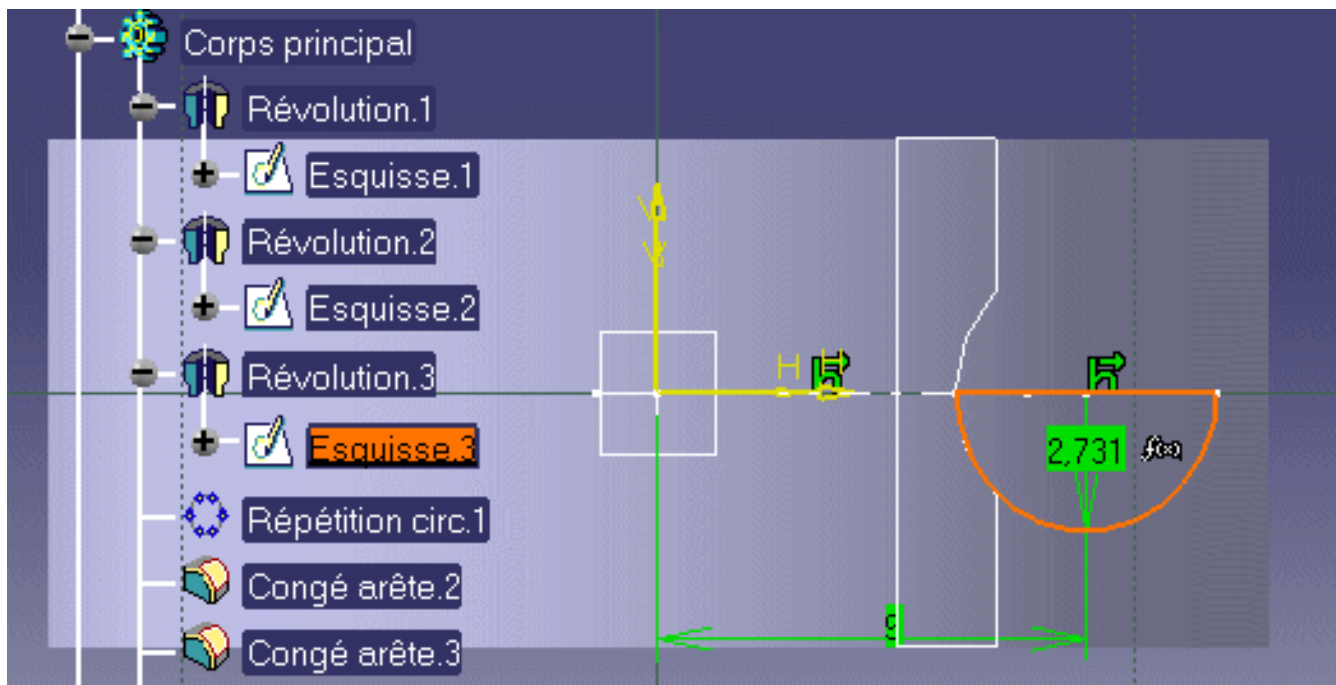 Corps principal
Révolution.1
Esquisse.1
Révolution.2
Esquisse.2
Révolution.3
Esquisse.3
Répétition circ.1
Congé arête.2
Congé arête.3
V
V
H
H
2,731
f(x)
9